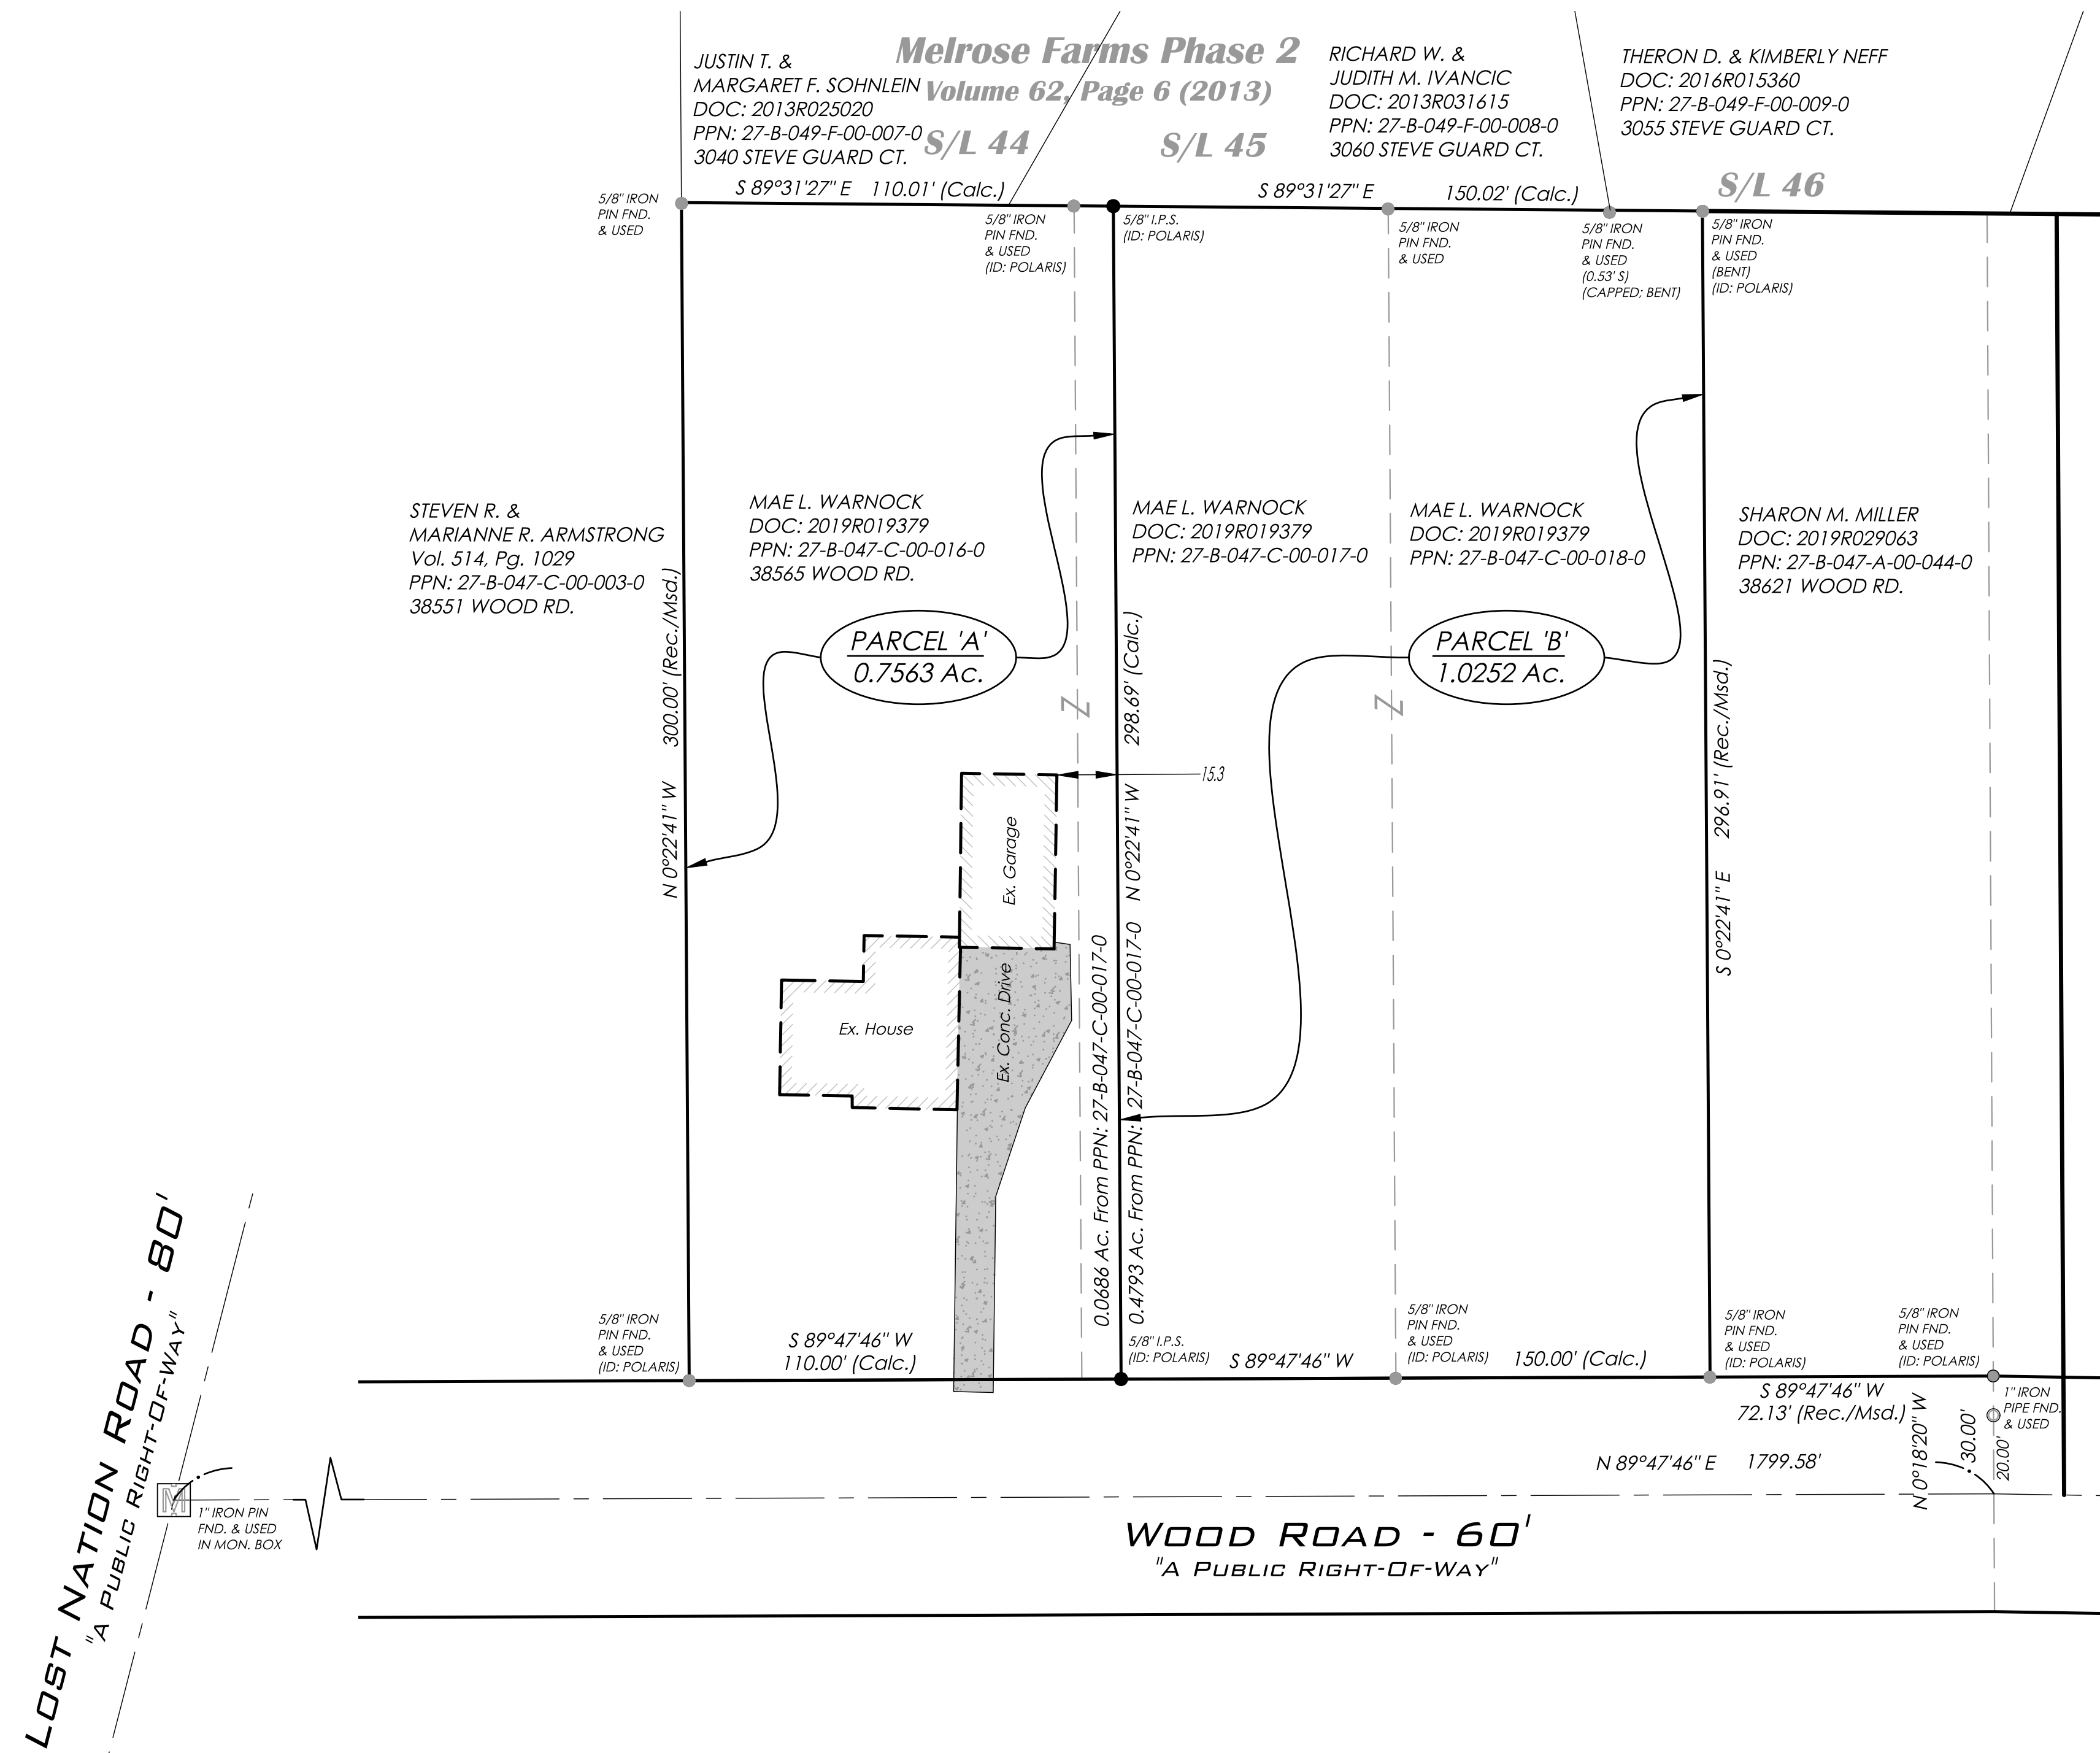 Melrose Farms Phase 2
Volume 62, Page 6 (2013)
JUSTIN T. &
MARGARET F. SOHNLEIN
DOC: 2013R025020
PPN: 27-B-049-F-00-007-0
3040 STEVE GUARD CT.
S/L 44
S/L 45
RICHARD W. &
JUDITH M. IVANCIC
DOC: 2013R031615
PPN: 27-B-049-F-00-008-0
3060 STEVE GUARD CT.
THERON D. & KIMBERLY NEFF
DOC: 2016R015360
PPN: 27-B-049-F-00-009-0
3055 STEVE GUARD CT.
S/L 46
S 89°31'27" E 110.01' (Calc.)
S 89°31'27" E 150.02' (Calc.)
5/8" IRON
PIN FND.
& USED
5/8" IRON
PIN FND.
& USED
(ID: POLARIS)
5/8" I.P.S.
(ID: POLARIS)
5/8" IRON
PIN FND.
& USED
5/8" IRON
PIN FND.
& USED
(0.53' S)
(CAPPED; BENT)
5/8" IRON
PIN FND.
& USED
(BENT)
(ID: POLARIS)
STEVEN R. &
MARIANNE R. ARMSTRONG
Vol. 514, Pg. 1029
PPN: 27-B-047-C-00-003-0
38551 WOOD RD.
MAE L. WARNOCK
DOC: 2019R019379
PPN: 27-B-047-C-00-016-0
38565 WOOD RD.
MAE L. WARNOCK
DOC: 2019R019379
PPN: 27-B-047-C-00-017-0
MAE L. WARNOCK
DOC: 2019R019379
PPN: 27-B-047-C-00-018-0
SHARON M. MILLER
DOC: 2019R029063
PPN: 27-B-047-A-00-044-0
38621 WOOD RD.
PARCEL 'A'
0.7563 Ac.
PARCEL 'B'
1.0252 Ac.
N 0°22'41" W 300.00' (Rec./Msd.)
N 0°22'41" W 298.69' (Calc.)
S 0°22'41" E 296.91' (Rec./Msd.)
Z
Z
15.3
Ex. Garage
Ex. House
Ex. Conc. Drive
0.0686 Ac. From PPN: 27-B-047-C-00-017-0
0.4793 Ac. From PPN: 27-B-047-C-00-017-0
5/8" IRON
PIN FND.
& USED
(ID: POLARIS)
S 89°47'46" W
110.00' (Calc.)
5/8" I.P.S.
(ID: POLARIS)
S 89°47'46" W 150.00' (Calc.)
5/8" IRON
PIN FND.
& USED
(ID: POLARIS)
5/8" IRON
PIN FND.
& USED
(ID: POLARIS)
5/8" IRON
PIN FND.
& USED
(ID: POLARIS)
S 89°47'46" W
72.13' (Rec./Msd.)
1" IRON
PIPE FND.
& USED
N 0°18'20" W
30.00'
20.00'
N 89°47'46" E 1799.58'
LOST NATION ROAD - 80'
"A PUBLIC RIGHT-OF-WAY"
M
1" IRON PIN
FND. & USED
IN MON. BOX
WOOD ROAD - 60'
"A PUBLIC RIGHT-OF-WAY"